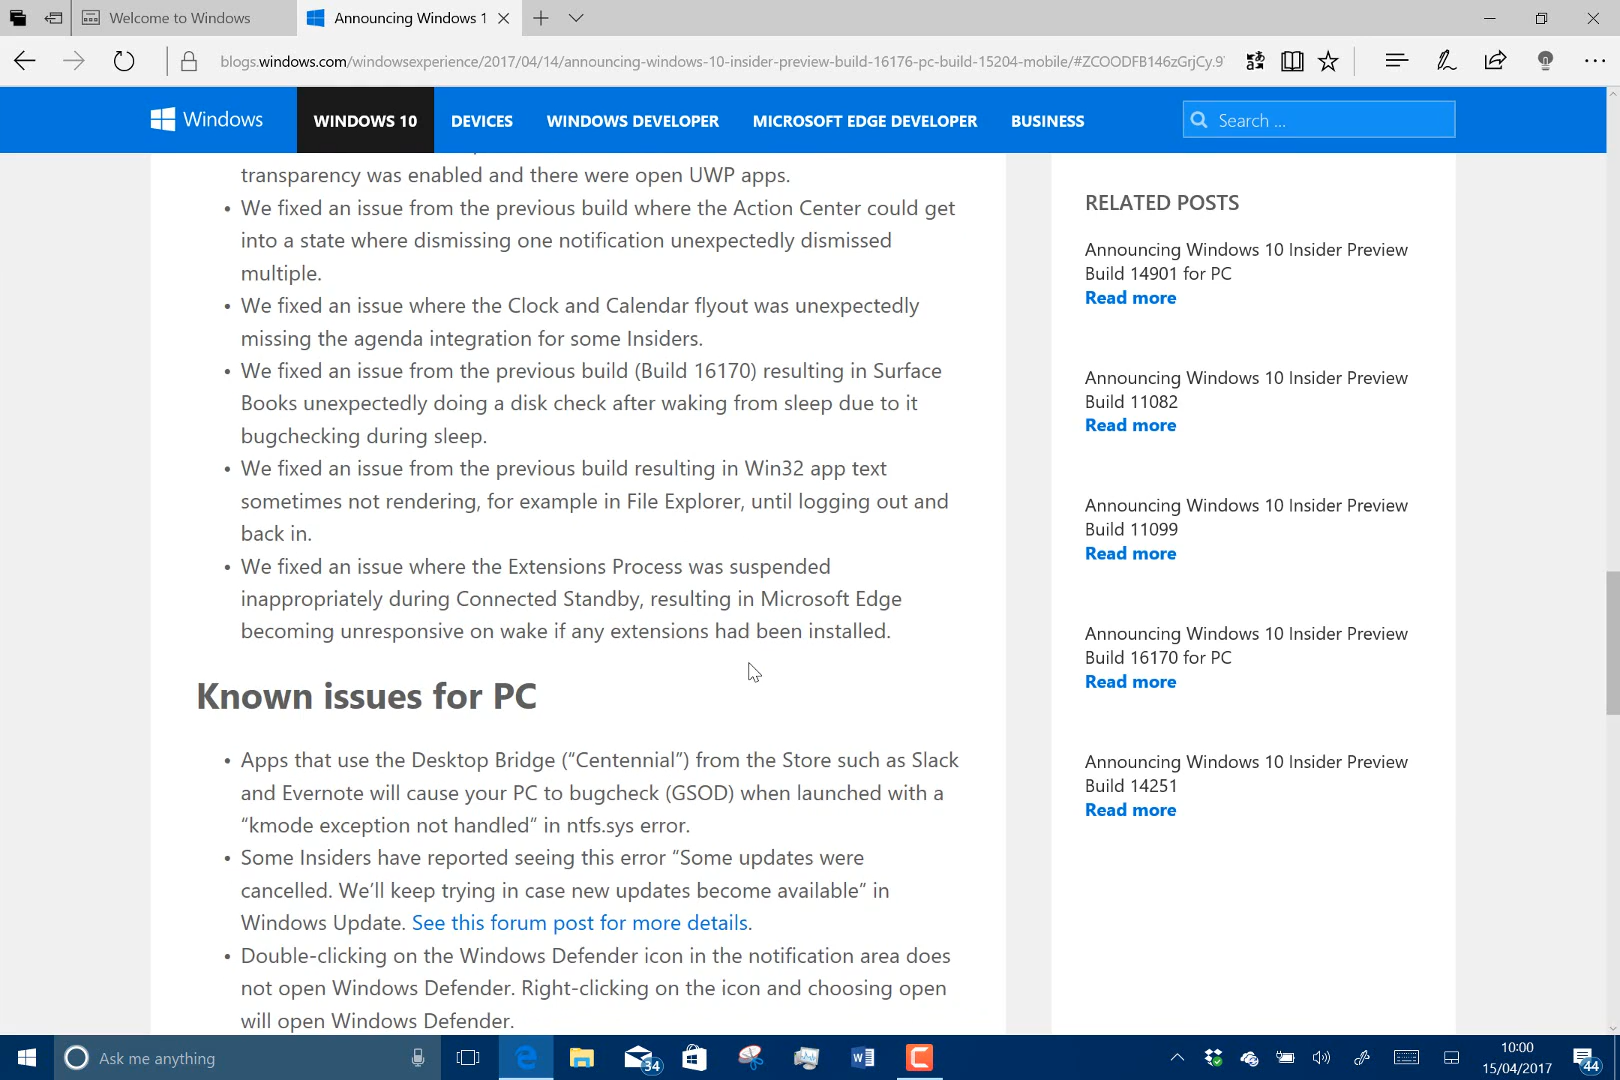 Welcome to Windows
Announcing Windows 1
blogs.windows.com/windowsexperience/2017/04/14/announcing-windows-10-insider-preview-build-16176-pc-build-15204-mobile/#ZCOODFB146zGrjCy.9
Windows
WINDOWS 10
DEVICES
WINDOWS DEVELOPER
MICROSOFT EDGE DEVELOPER
BUSINESS
Search ...
transparency was enabled and there were open UWP apps.
• We fixed an issue from the previous build where the Action Center could get
into a state where dismissing one notification unexpectedly dismissed
multiple.
• We fixed an issue where the Clock and Calendar flyout was unexpectedly
missing the agenda integration for some Insiders.
• We fixed an issue from the previous build (Build 16170) resulting in Surface
Books unexpectedly doing a disk check after waking from sleep due to it
bugchecking during sleep.
• We fixed an issue from the previous build resulting in Win32 app text
sometimes not rendering, for example in File Explorer, until logging out and
back in.
• We fixed an issue where the Extensions Process was suspended
inappropriately during Connected Standby, resulting in Microsoft Edge
becoming unresponsive on wake if any extensions had been installed.
Known issues for PC
• Apps that use the Desktop Bridge (“Centennial”) from the Store such as Slack
and Evernote will cause your PC to bugcheck (GSOD) when launched with a
“kmode exception not handled” in ntfs.sys error.
• Some Insiders have reported seeing this error “Some updates were
cancelled. We’ll keep trying in case new updates become available” in
Windows Update. See this forum post for more details.
• Double-clicking on the Windows Defender icon in the notification area does
not open Windows Defender. Right-clicking on the icon and choosing open
will open Windows Defender.
RELATED POSTS
Announcing Windows 10 Insider Preview
Build 14901 for PC
Read more
Announcing Windows 10 Insider Preview
Build 11082
Read more
Announcing Windows 10 Insider Preview
Build 11099
Read more
Announcing Windows 10 Insider Preview
Build 16170 for PC
Read more
Announcing Windows 10 Insider Preview
Build 14251
Read more
Ask me anything
34
10:00
15/04/2017
44